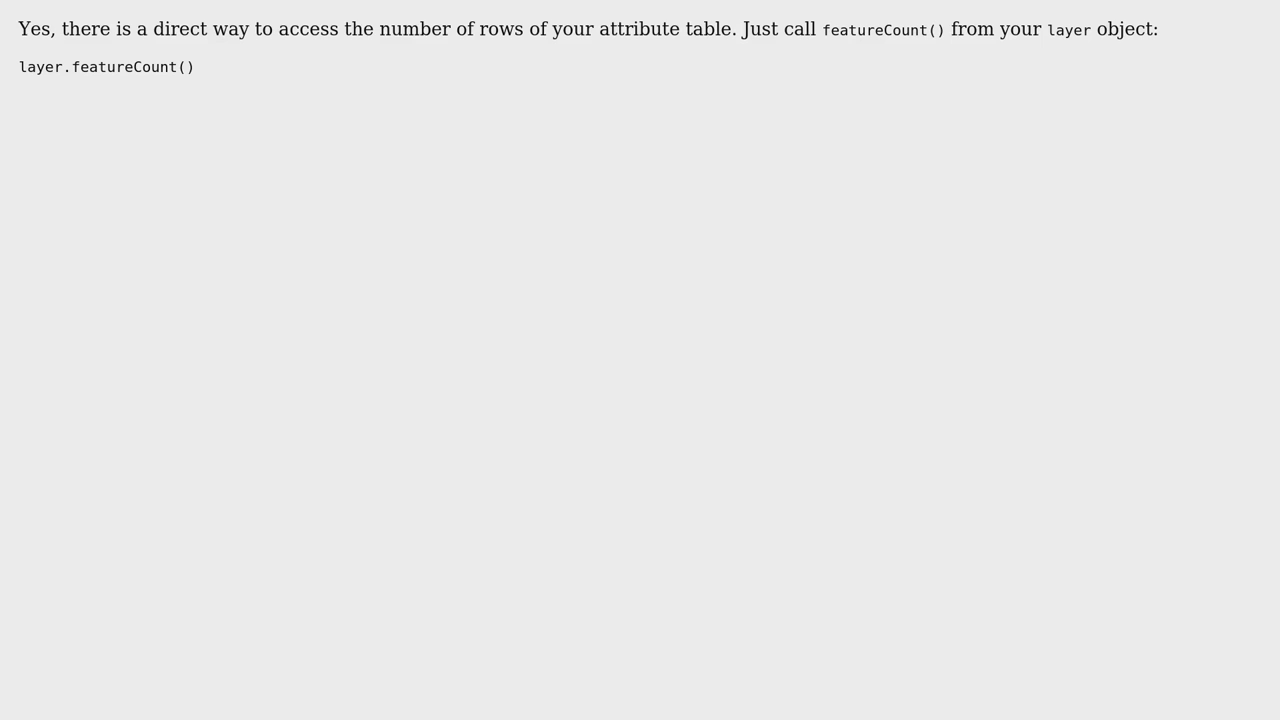 Yes, there is a direct way to access the number of rows of your attribute table. Just call featureCount() from your layer object:
layer.featureCount()